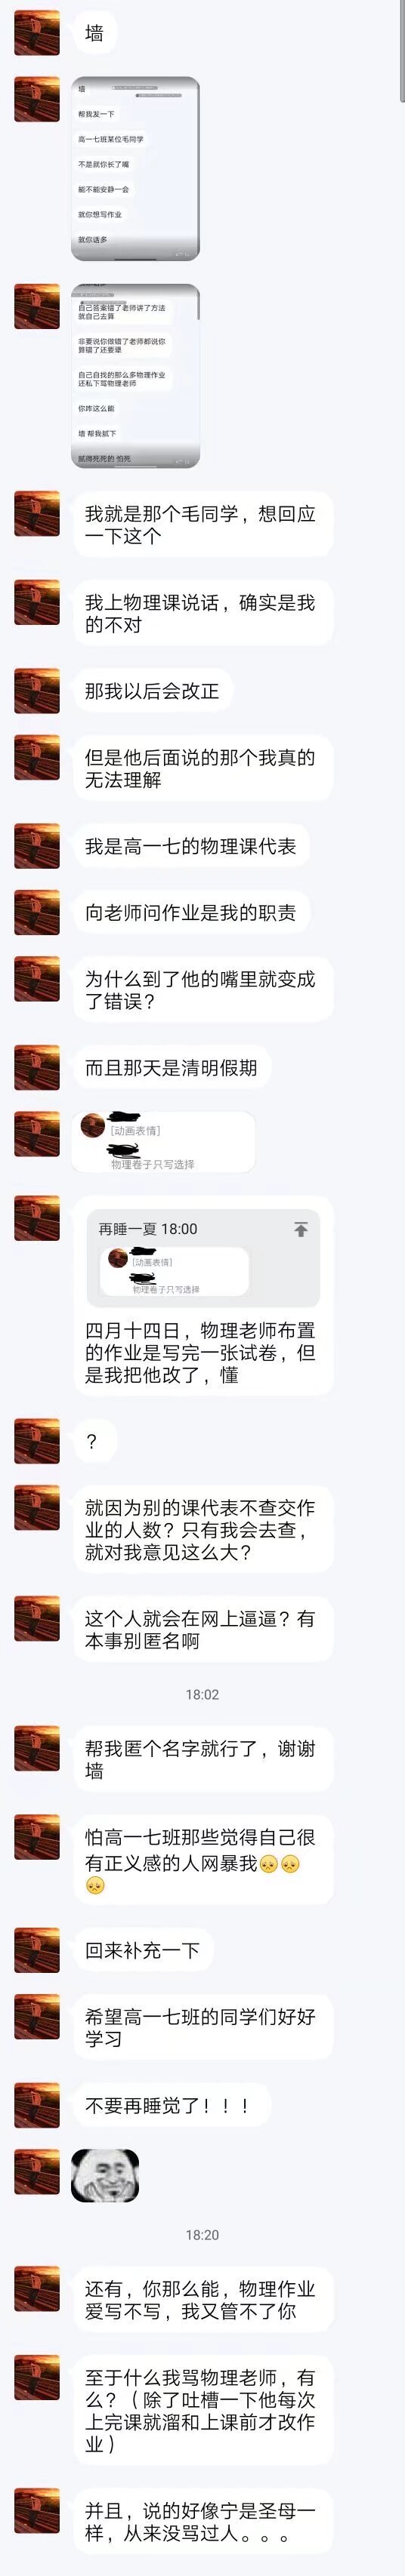 墙
墙
帮我发一下
高一七班某位毛同学
不是就你长了嘴
能不能安静一会
就你想写作业
就你话多
自己答案错了老师讲了方法
就自己去算
非要说你做错了老师都说你
算错了还要犟
自己自找的那么多物理作业
还私下骂物理老师
你咋这么能
墙 帮我腻下
腻得死死的 怕死
我就是那个毛同学，想回应
一下这个
我上物理课说话，确实是我
的不对
那我以后会改正
但是他后面说的那个我真的
无法理解
我是高一七的物理课代表
向老师问作业是我的职责
为什么到了他的嘴里就变成
了错误？
而且那天是清明假期
[动画表情]
物理卷子只写选择
再睡一夏 18:00
[动画表情]
物理卷子只写选择
四月十四日，物理老师布置
的作业是写完一张试卷，但
是我把他改了，懂
？
就因为别的课代表不查交作
业的人数？只有我会去查，
就对我意见这么大？
这个人就会在网上逼逼？有
本事别匿名啊
18:02
帮我匿个名字就行了，谢谢
墙
怕高一七班那些觉得自己很
有正义感的人网暴我
回来补充一下
希望高一七班的同学们好好
学习
不要再睡觉了！！！
18:20
还有，你那么能，物理作业
爱写不写，我又管不了你
至于什么我骂物理老师，有
么？（除了吐槽一下他每次
上完课就溜和上课前才改作
业）
并且，说的好像宁是圣母一
样，从来没骂过人。。。